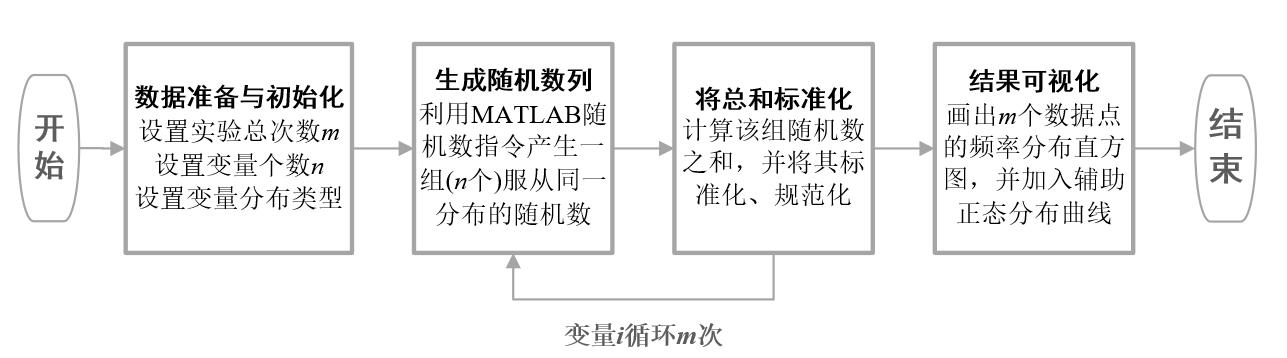 开
始
数据准备与初始化
设置实验总次数m
设置变量个数n
设置变量分布类型
生成随机数列
利用MATLAB随
机数指令产生一
组(n个)服从同一
分布的随机数
将总和标准化
计算该组随机数
之和，并将其标
准化、规范化
结果可视化
画出m个数据点
的频率分布直方
图，并加入辅助
正态分布曲线
结
束
变量i循环m次